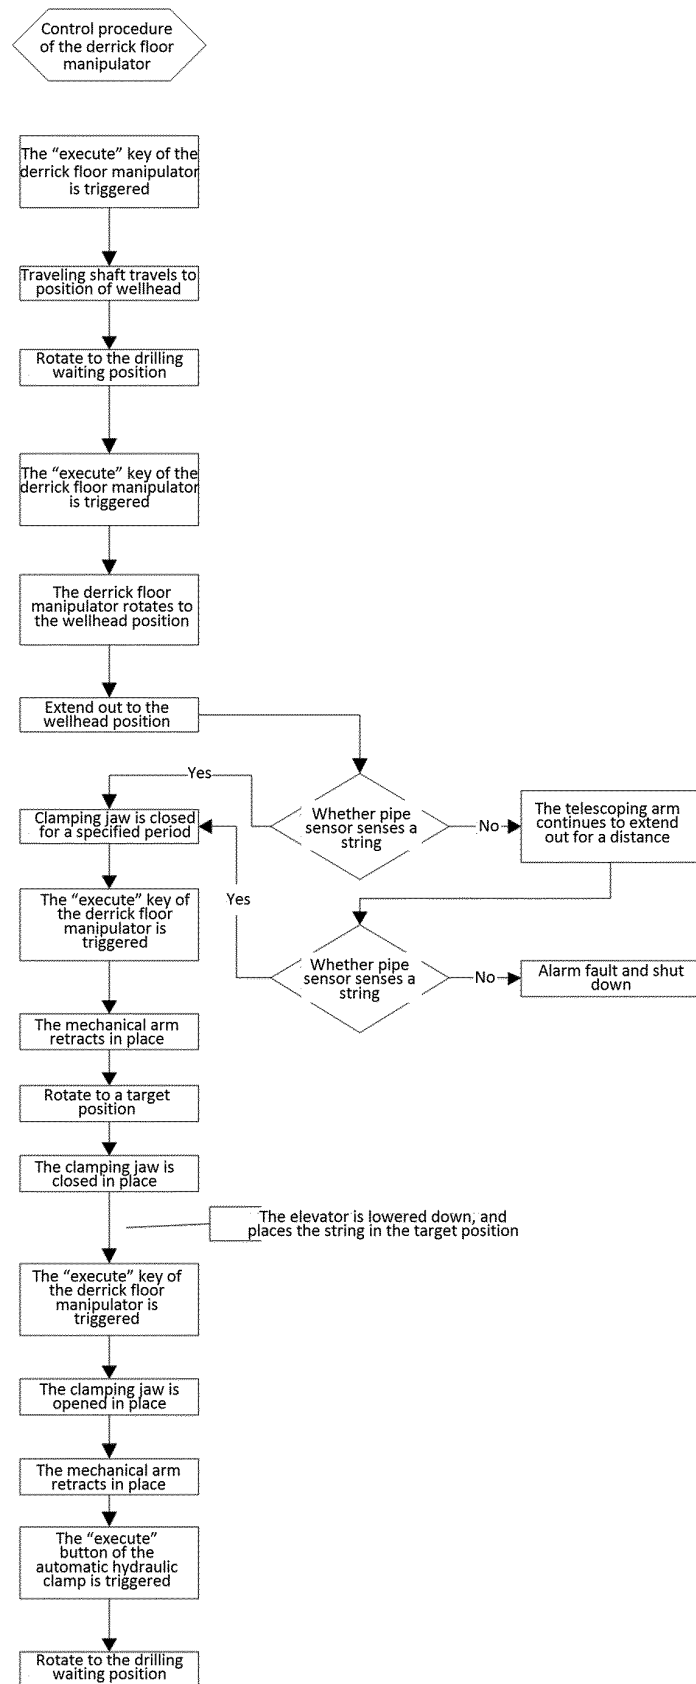 Control procedure
of the derrick floor
manipulator
The “execute” key of the
derrick floor manipulator
is triggered
Traveling shaft travels to
position of wellhead
Rotate to the drilling
waiting position
The “execute” key of the
derrick floor manipulator
is triggered
The derrick floor
manipulator rotates to
the wellhead position
Extend out to the
wellhead position
Yes
Whether pipe
sensor senses a
string
No
The telescoping arm
continues to extend
out for a distance
Clamping jaw is closed
for a specified period
Yes
The “execute” key of
the derrick floor
manipulator is
triggered
Whether pipe
sensor senses a
string
No
Alarm fault and shut
down
The mechanical arm
retracts in place
Rotate to a target
position
The clamping jaw is
closed in place
The elevator is lowered down, and
places the string in the target position
The “execute” key of
the derrick floor
manipulator is
triggered
The clamping jaw is
opened in place
The mechanical arm
retracts in place
The “execute”
button of the
automatic hydraulic
clamp is triggered
Rotate to the drilling
waiting position